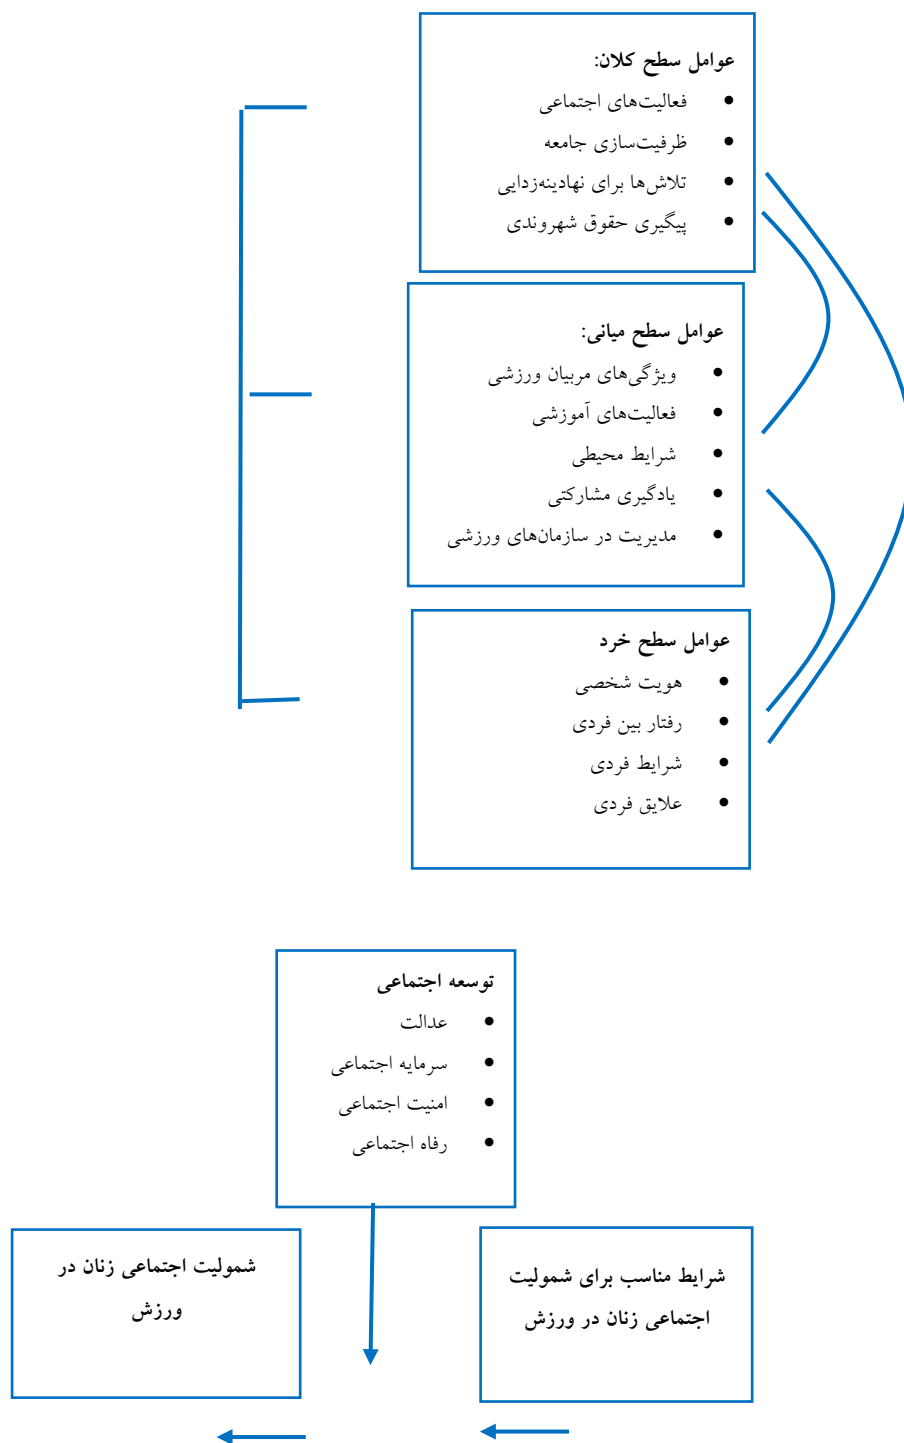 عوامل سطح کلان:
• فعالیت‌های اجتماعی
• ظرفیت‌سازی جامعه
• تلاش‌ها برای نهادینه‌زدایی
• پیگیری حقوق شهروندی
عوامل سطح میانی:
• ویژگی‌های مربیان ورزشی
• فعالیت‌های آموزشی
• شرایط محیطی
• یادگیری مشارکتی
• مدیریت در سازمان‌های ورزشی
عوامل سطح خرد
• هویت شخصی
• رفتار بین فردی
• شرایط فردی
• علایق فردی
توسعه اجتماعی
• عدالت
• سرمایه اجتماعی
• امنیت اجتماعی
• رفاه اجتماعی
شرایط مناسب برای شمولیت
اجتماعی زنان در ورزش
شمولیت اجتماعی زنان در
ورزش